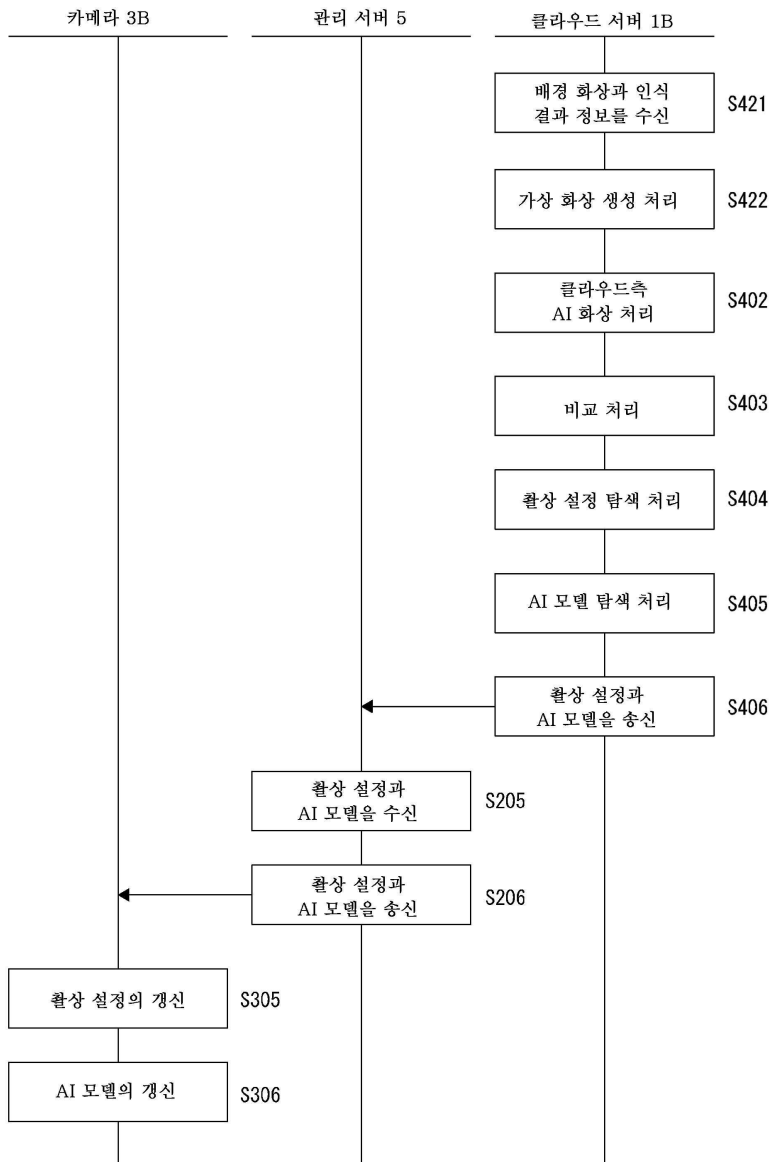 카메라 3B
관리 서버 5
클라우드 서버 1B
배경 화상과 인식
결과 정보를 수신
S421
가상 화상 생성 처리
S422
클라우드측
AI 화상 처리
S402
비교 처리
S403
촬상 설정 탐색 처리
S404
AI 모델 탐색 처리
S405
촬상 설정과
AI 모델을 송신
S406
촬상 설정과
AI 모델을 수신
S205
촬상 설정과
AI 모델을 송신
S206
촬상 설정의 갱신
S305
AI 모델의 갱신
S306